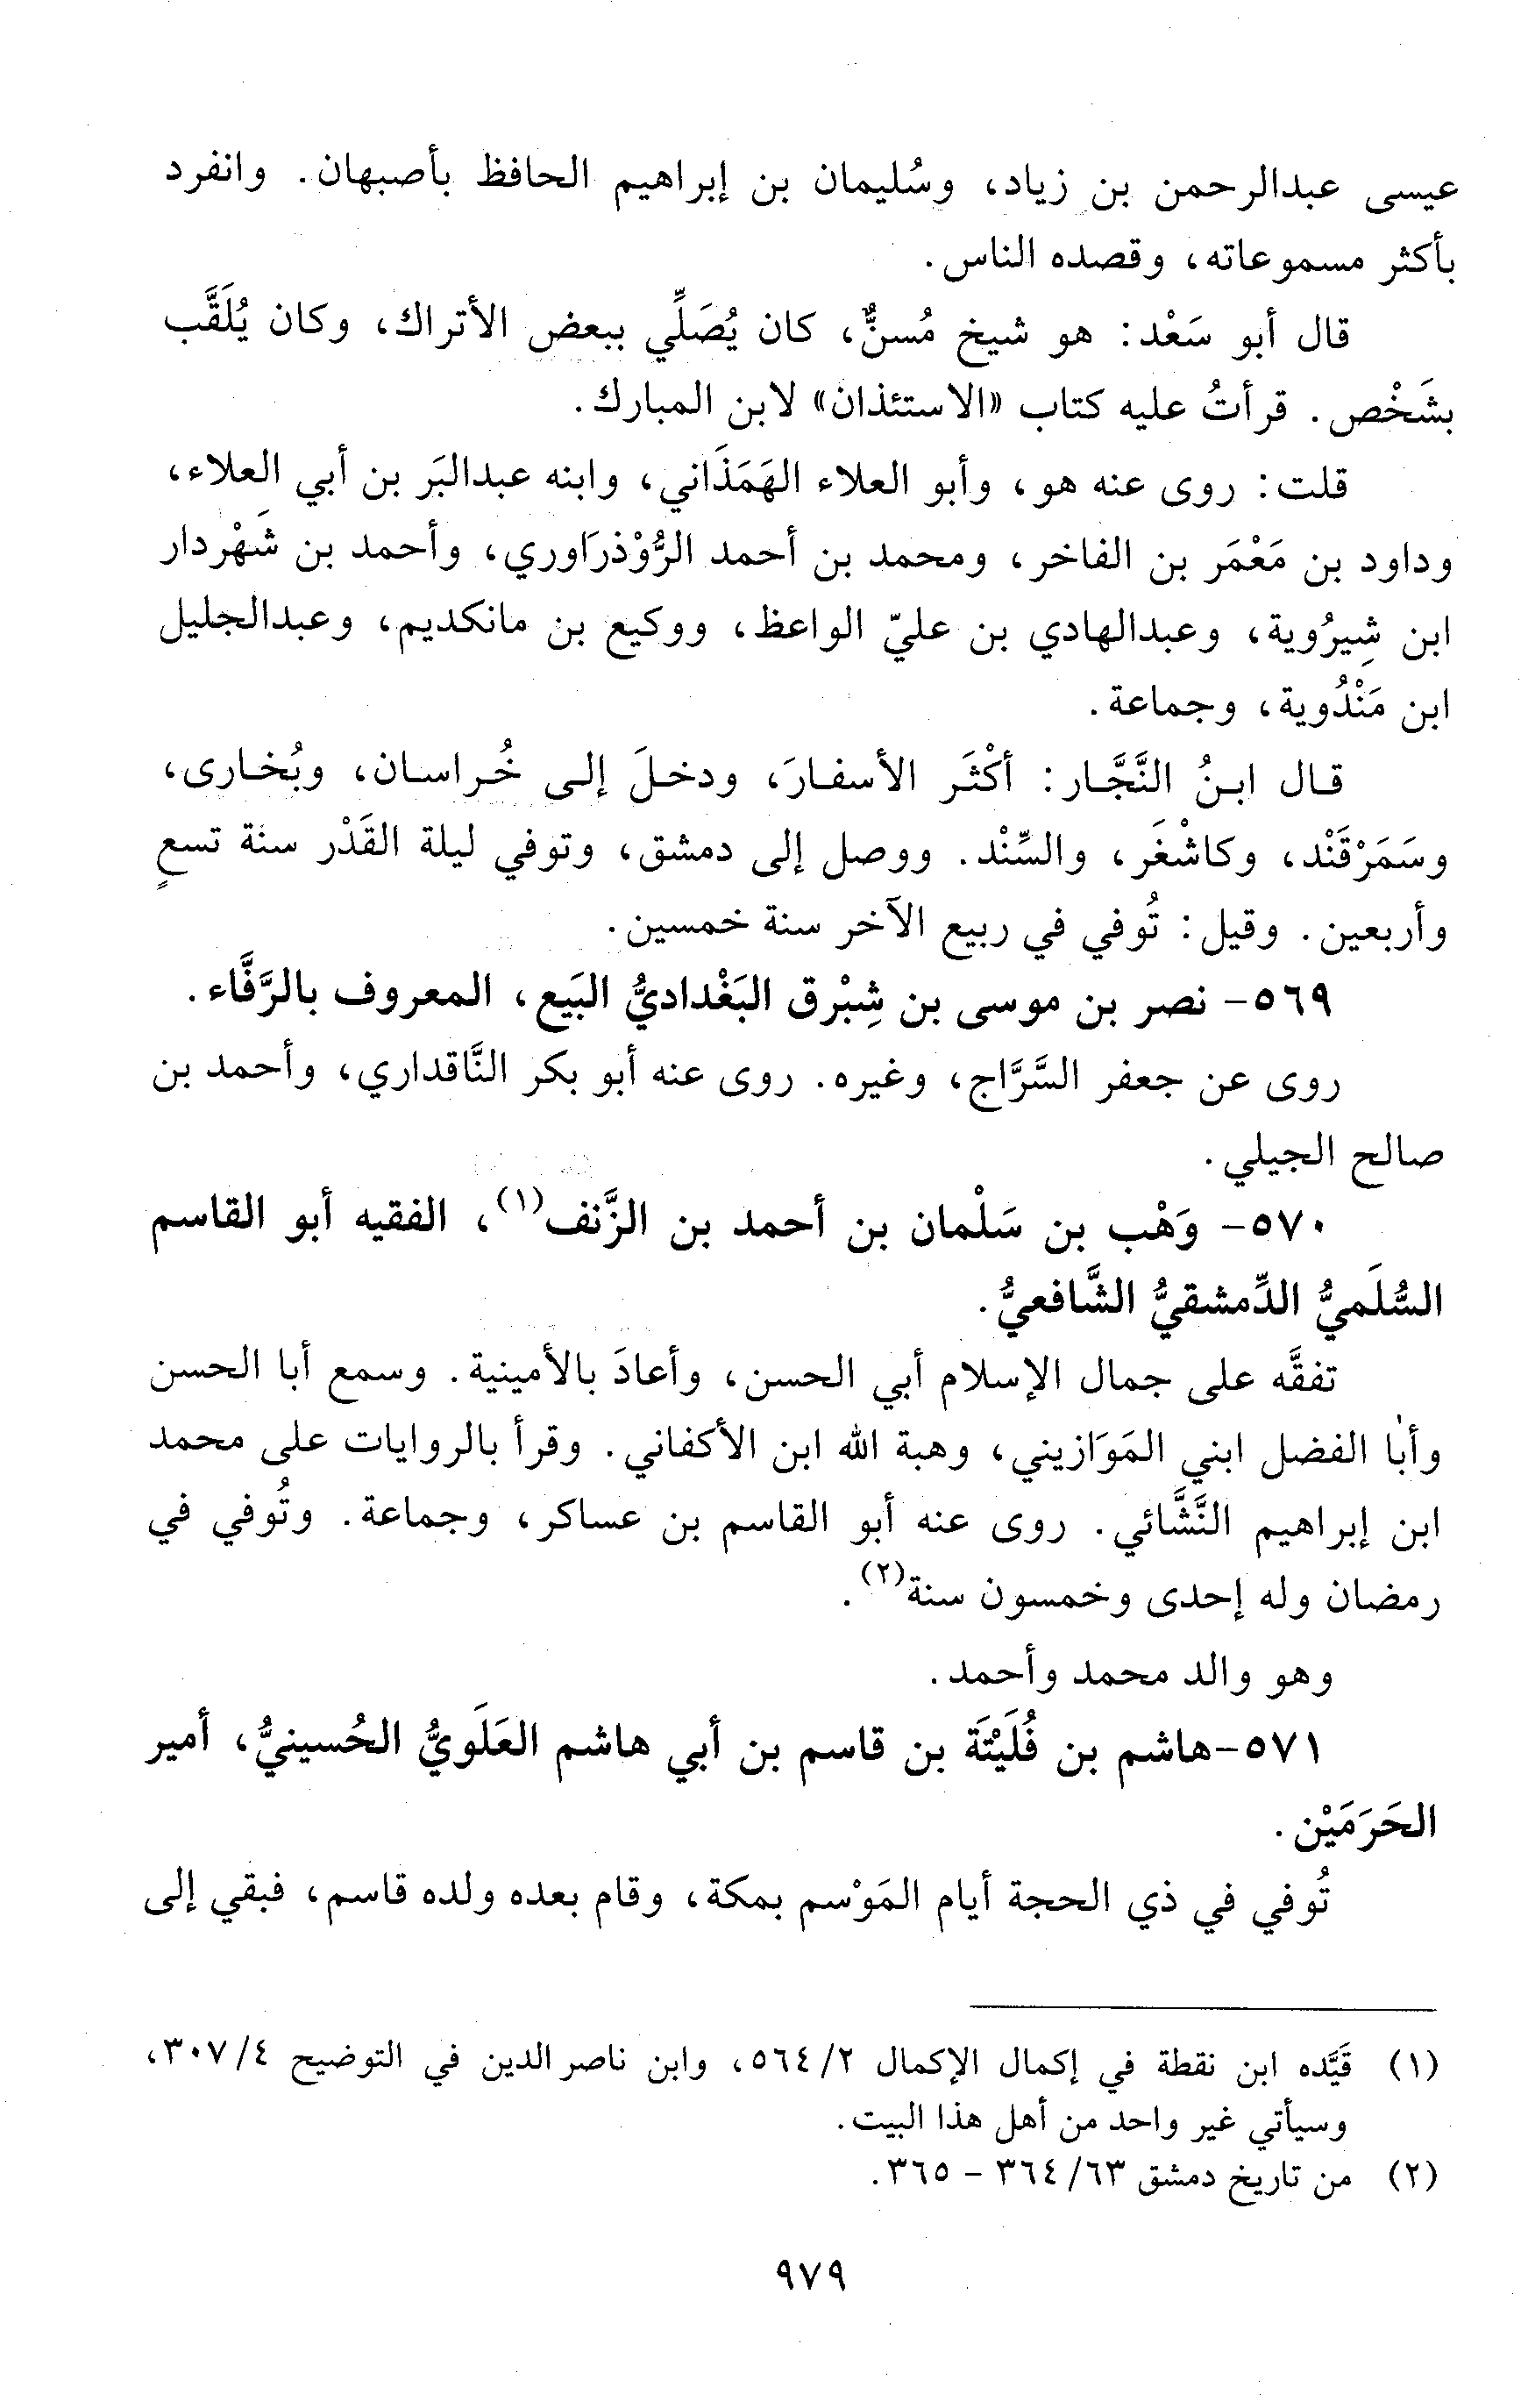 عيسى عبدالرحمن بن زياد، وسُليمان بن إبراهيم الحافظ بأصبهان. وانفرد
بأكثر مسموعاته، وقصده الناس.
قال أبو سَعْد: هو شيخ مُسنٌّ، كان يُصَلِّي ببعض الأتراك، وكان يُلَقَّب
بشَخْص. قرأتُ عليه كتاب «الاستئذان» لابن المبارك.
قلت: روى عنه هو، وأبو العلاء الهَمَذَاني، وابنه عبدالبَر بن أبي العلاء،
وداود بن مَعْمَر بن الفاخر، ومحمد بن أحمد الرُّوْذرَاوري، وأحمد بن شَهْردار
ابن شِيرُوية، وعبدالهادي بن عليّ الواعظ، ووكيع بن مانكديم، وعبدالجليل
ابن مَنْدُوية، وجماعة.
قال ابنُ النَّجَّار: أكْثَر الأسفارَ، ودخلَ إلى خُراسان، وبُخارى،
وسَمَرْقَنْد، وكاشْغَر، والسِّنْد. ووصل إلى دمشق، وتوفي ليلة القَدْر سنة تسعٍ
وأربعين. وقيل: تُوفي في ربيع الآخر سنة خمسين.
٥٦٩- نصر بن موسى بن شِبْرق البَغْداديُّ البَيع، المعروف بالرَّفَّاء.
روى عن جعفر السَّرَّاج، وغيره. روى عنه أبو بكر النَّاقداري، وأحمد بن
صالح الجيلي.
٥٧٠- وَهْب بن سَلْمان بن أحمد بن الزَّنف(١)، الفقيه أبو القاسم
السُّلَميُّ الدِّمشقيُّ الشَّافعيُّ.
تفقَّه على جمال الإسلام أبي الحسن، وأعادَ بالأمينية. وسمع أبا الحسن
وأبا الفضل ابني المَوَازيني، وهبة الله ابن الأكفاني. وقرأ بالروايات على محمد
ابن إبراهيم النَّشَّائي. روى عنه أبو القاسم بن عساكر، وجماعة. وتُوفي في
رمضان وله إحدى وخمسون سنة(٢).
وهو والد محمد وأحمد.
٥٧١-هاشم بن فُلَيْتَة بن قاسم بن أبي هاشم العَلَويُّ الحُسينيُّ، أمير
الحَرَمَيْن.
تُوفي في ذي الحجة أيام المَوْسم بمكة، وقام بعده ولده قاسم، فبقي إلى
(١) قَيَّده ابن نقطة في إكمال الإكمال ٢/ ٥٦٤، وابن ناصر الدين في التوضيح ٤/ ٣٠٧،
وسيأتي غير واحد من أهل هذا البيت.
(٢) من تاريخ دمشق ٦٣/ ٣٦٤ - ٣٦٥.
٩٧٩